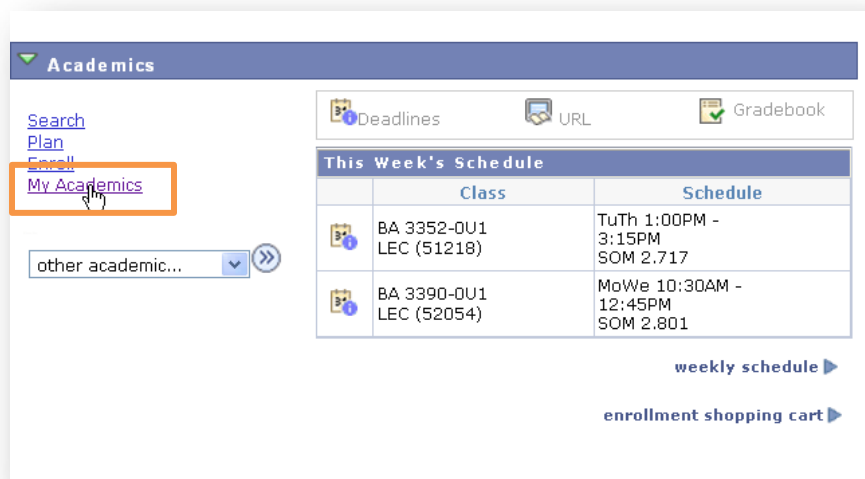 Academics
Search
Plan
Enroll
My Academics
other academic...
Deadlines
URL
Gradebook
This Week's Schedule
Class
Schedule
BA 3352-0U1
LEC (51218)
TuTh 1:00PM -
3:15PM
SOM 2.717
BA 3390-0U1
LEC (52054)
MoWe 10:30AM -
12:45PM
SOM 2.801
weekly schedule
enrollment shopping cart